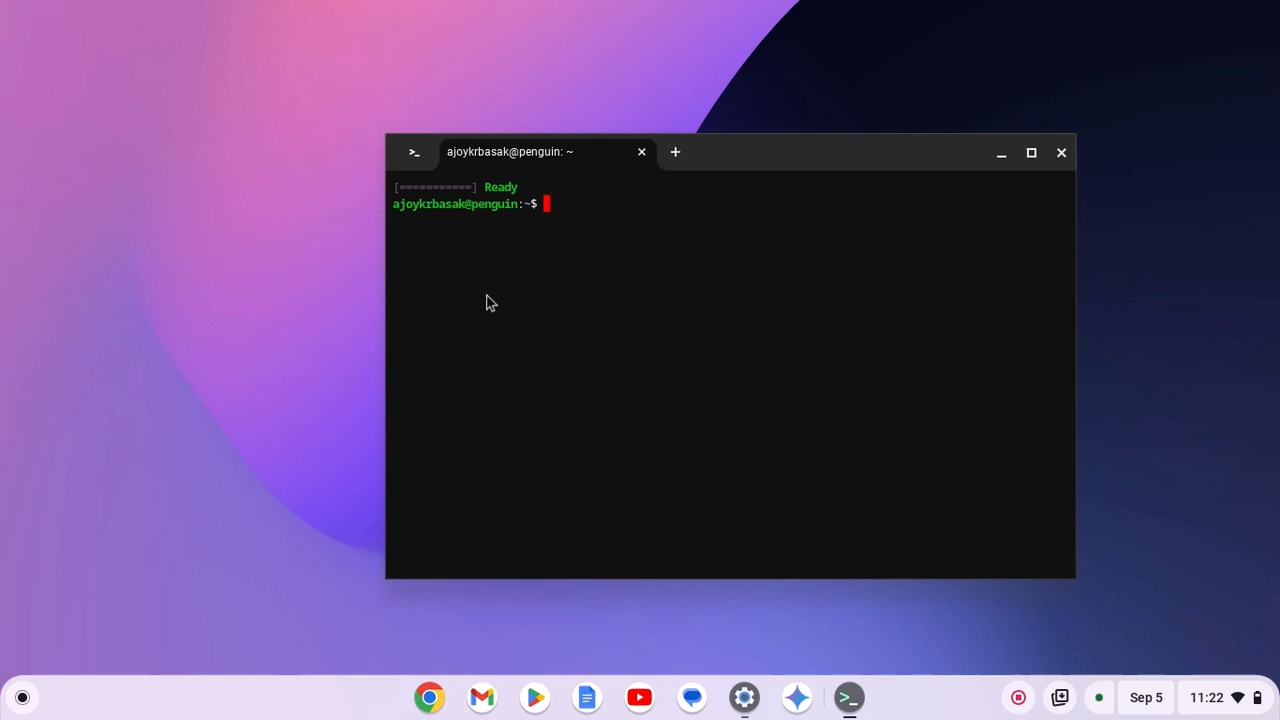 ajoykrbasak@penguin: ~
[===========] Ready
ajoykrbasak@penguin:~$
Sep 5
11:22